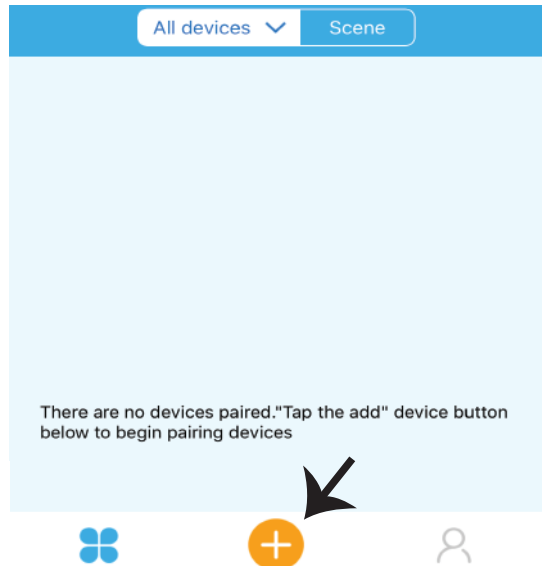 All devices Scene
There are no devices paired."Tap the add" device button
below to begin pairing devices